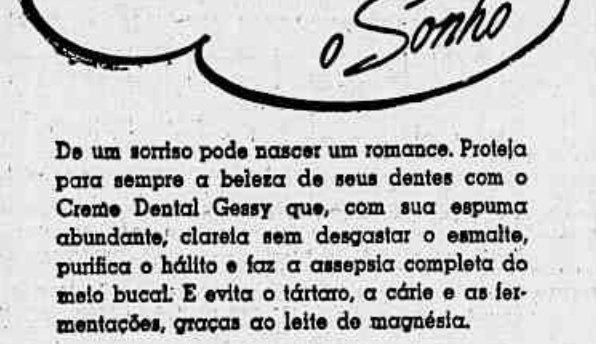 o Sonho
De um sorriso pode nascer um romance. Proteja
para sempre a beleza de seus dentes com o
Creme Dental Gessy que, com sua espuma
abundante, clareia sem desgastar o esmalte,
purifica o hálito e faz a assepsia completa do
meio bucal. E evita o tártaro, a cárie e as fer-
mentações, graças ao leite de magnésia.